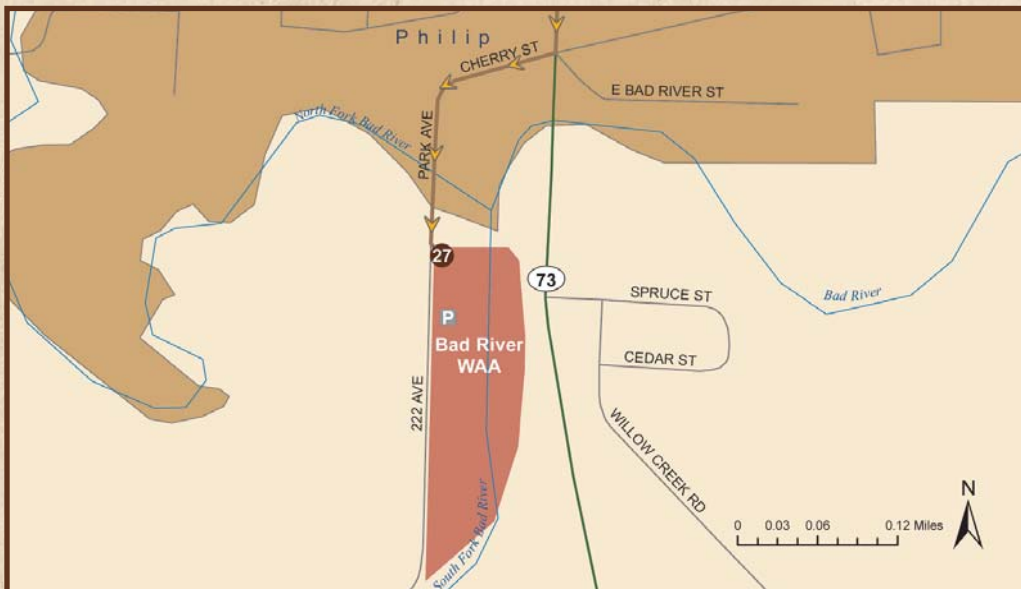 Philip
CHERRY ST
E BAD RIVER ST
North Fork Bad River
PARK AVE
27
73
SPRUCE ST
Bad River
P
Bad River
WAA
CEDAR ST
222 AVE
WILLOW CREEK RD
South Fork Bad River
N
0 0.03 0.06 0.12 Miles